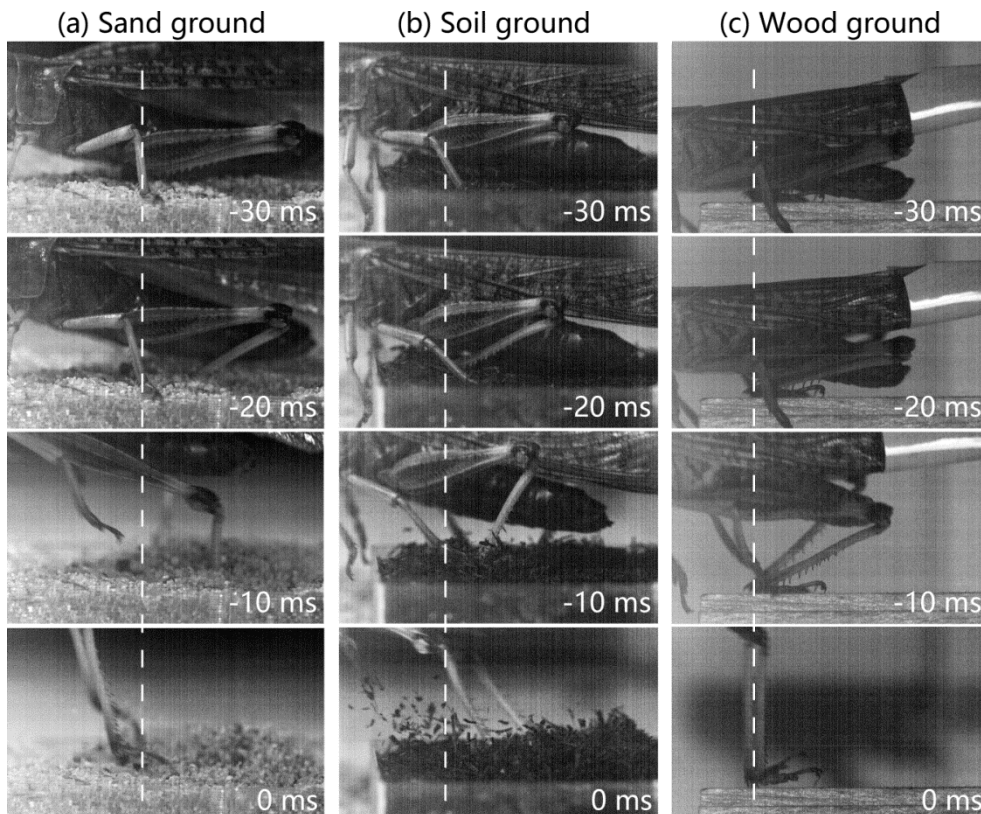 (a) Sand ground (b) Soil ground (c) Wood ground
-30 ms -30 ms -30 ms
-20 ms -20 ms -20 ms
-10 ms -10 ms -10 ms
0 ms 0 ms 0 ms